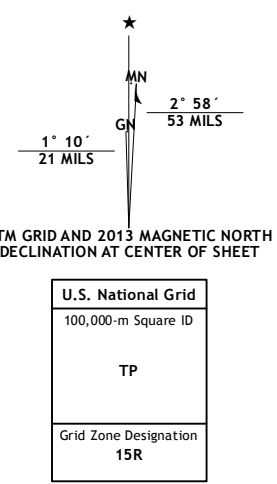 ★
MN
2° 58´
53 MILS
GN
1° 10´
21 MILS
TM GRID AND 2013 MAGNETIC NORTH
DECLINATION AT CENTER OF SHEET
U.S. National Grid
100,000-m Square ID
TP
Grid Zone Designation
15R